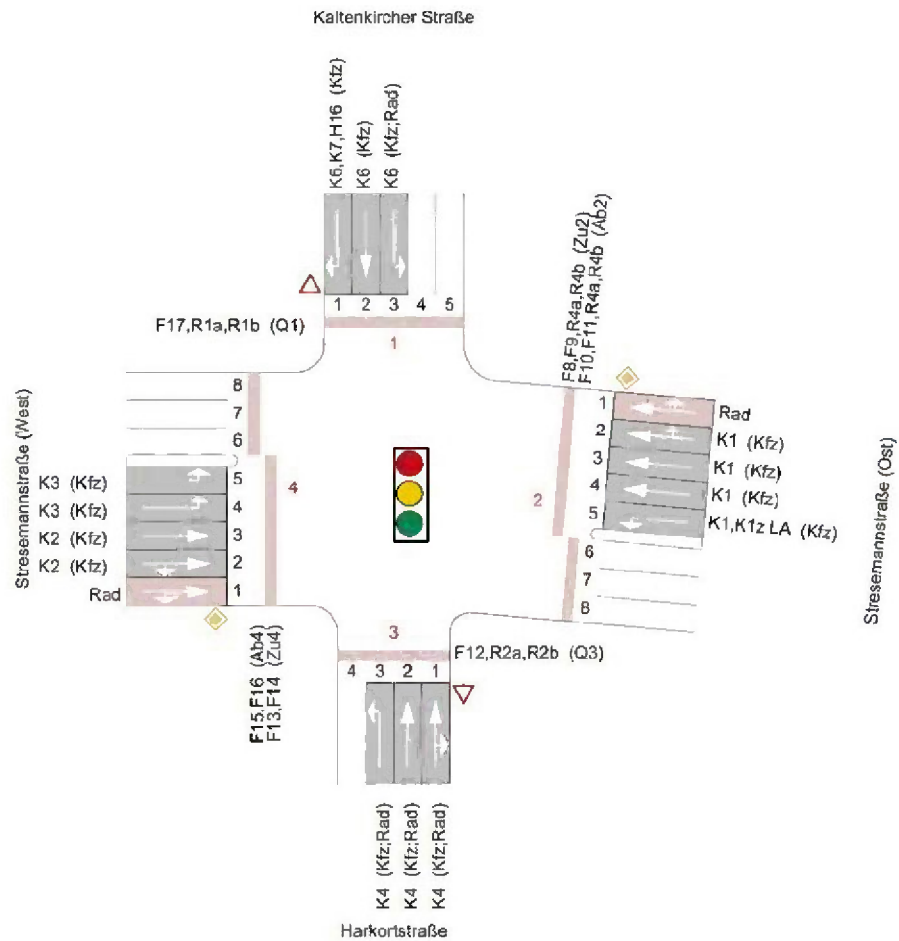 Kaltenkircher Straße
K6,K7,H16 (Kfz)
K6 (Kfz)
K6 (Kfz;Rad)
1 2 3 4 5
F17,R1a,R1b (Q1)
1
F8,F9,R4a,R4b (Zu2)
F10,F11,R4a,R4b (Ab2)
Stresemannstraße (West)
8
7
6
5
4
3
2
1
K3 (Kfz)
K3 (Kfz)
K2 (Kfz)
K2 (Kfz)
Rad
4
2
1
2
3
4
5
6
7
8
Rad
K1 (Kfz)
K1 (Kfz)
K1 (Kfz)
K1,K1z LA (Kfz)
Stresemannstraße (Ost)
F15,F16 (Ab4)
F13,F14 (Zu4)
3
F12,R2a,R2b (Q3)
4 3 2 1
K4 (Kfz;Rad)
K4 (Kfz;Rad)
K4 (Kfz;Rad)
Harkortstraße